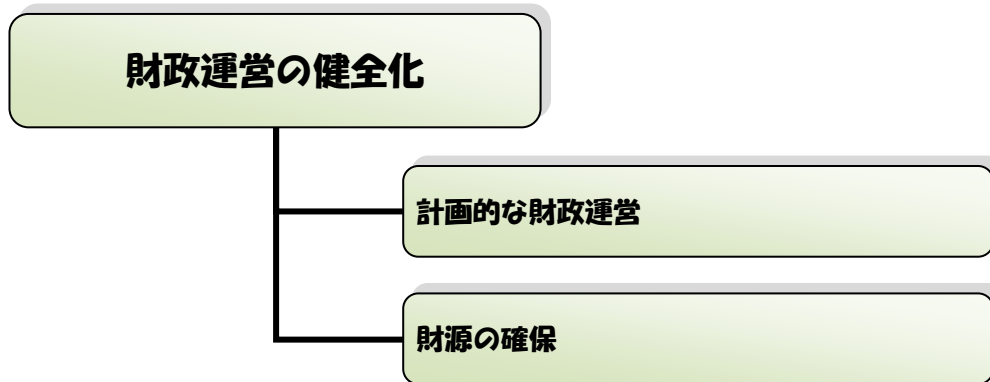 財政運営の健全化
計画的な財政運営
財源の確保